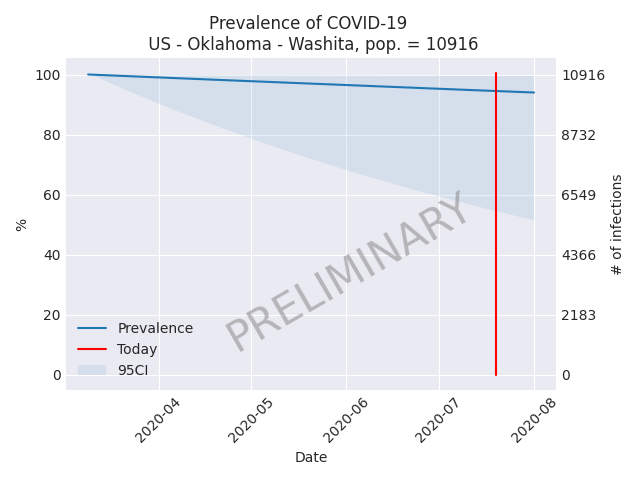 Prevalence of COVID-19
US - Oklahoma - Washita, pop. = 10916
100
80
60
40
20
0
%
10916
8732
6549
4366
2183
0
# of infections
PRELIMINARY
Prevalence
Today
95CI
2020-04
2020-05
2020-06
2020-07
2020-08
Date